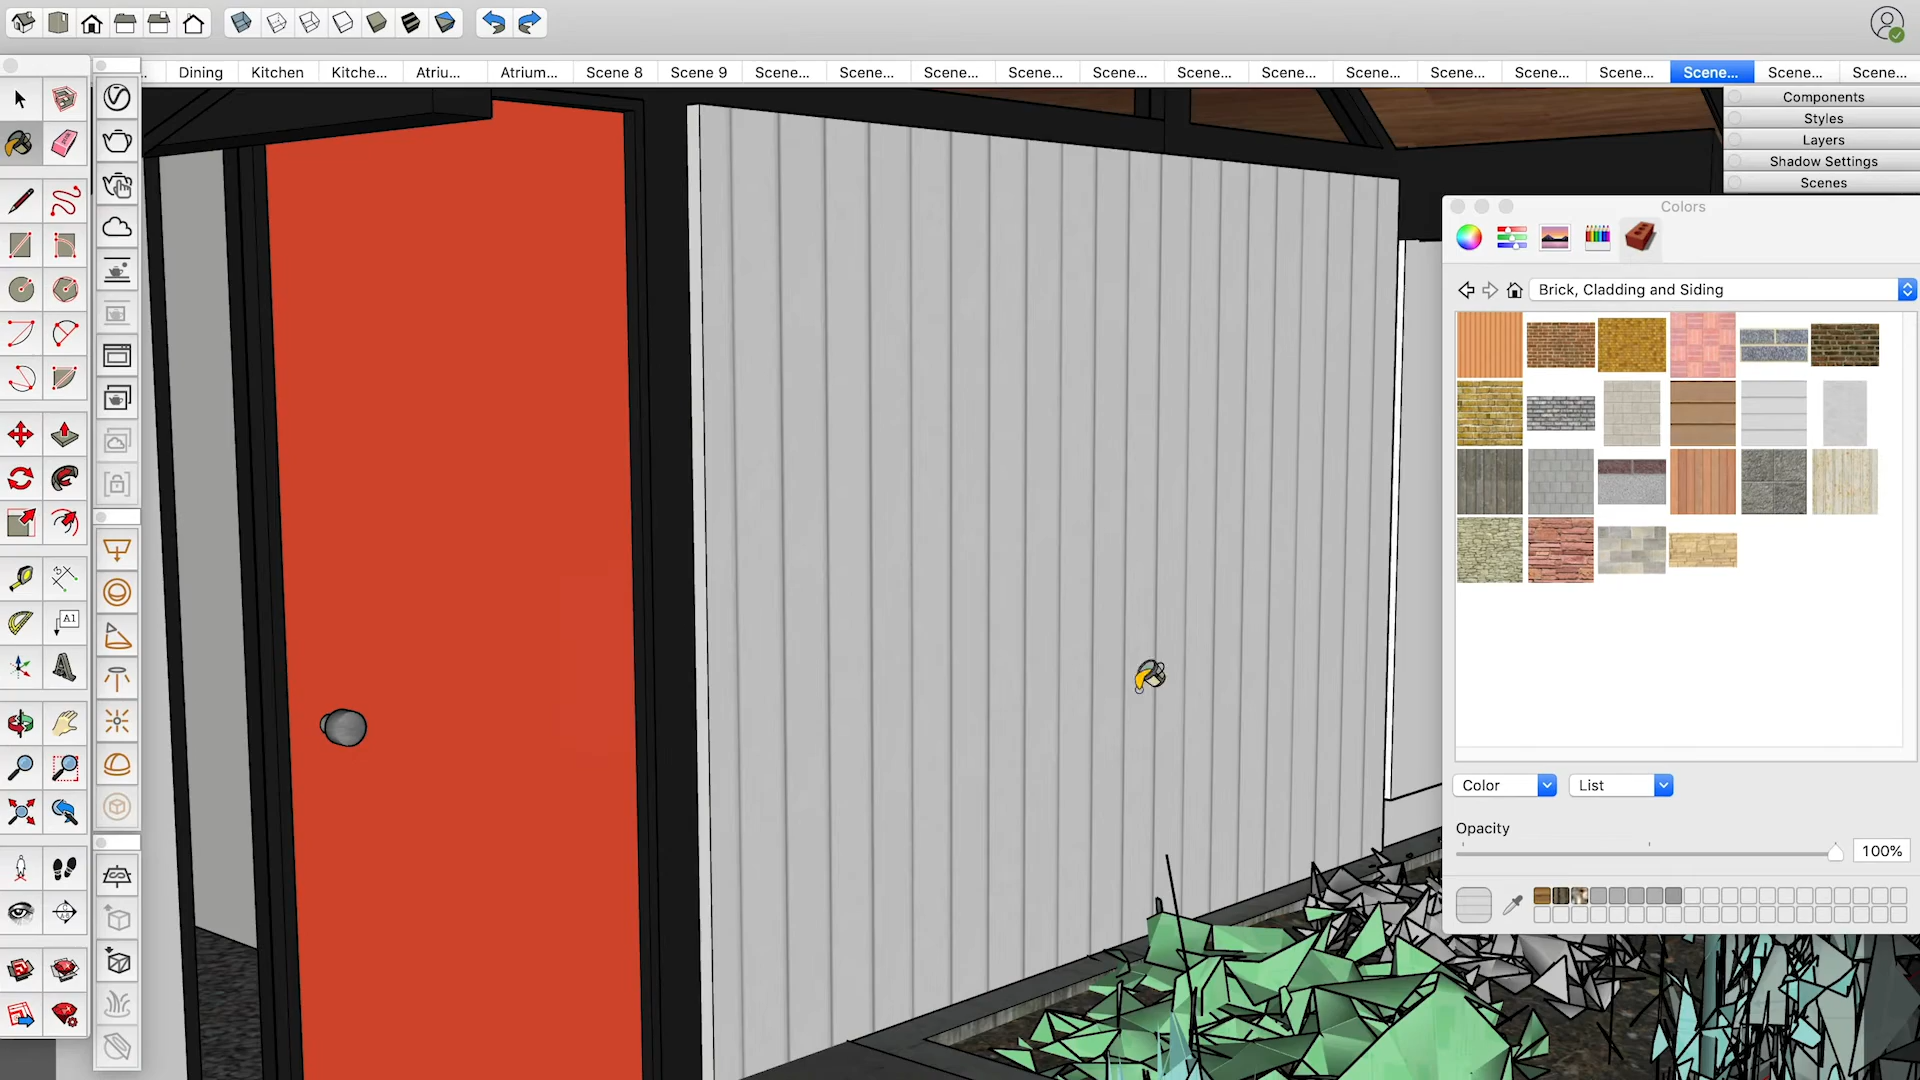 ... Dining Kitchen Kitche... Atriu... Atrium... Scene 8 Scene 9 Scene... Scene... Scene... Scene... Scene... Scene... Scene... Scene... Scene... Scene... Scene... Scene... Scene... Scene...
Components
Styles
Layers
Shadow Settings
Scenes
Colors
Brick, Cladding and Siding
Color List
Opacity
100%
A1